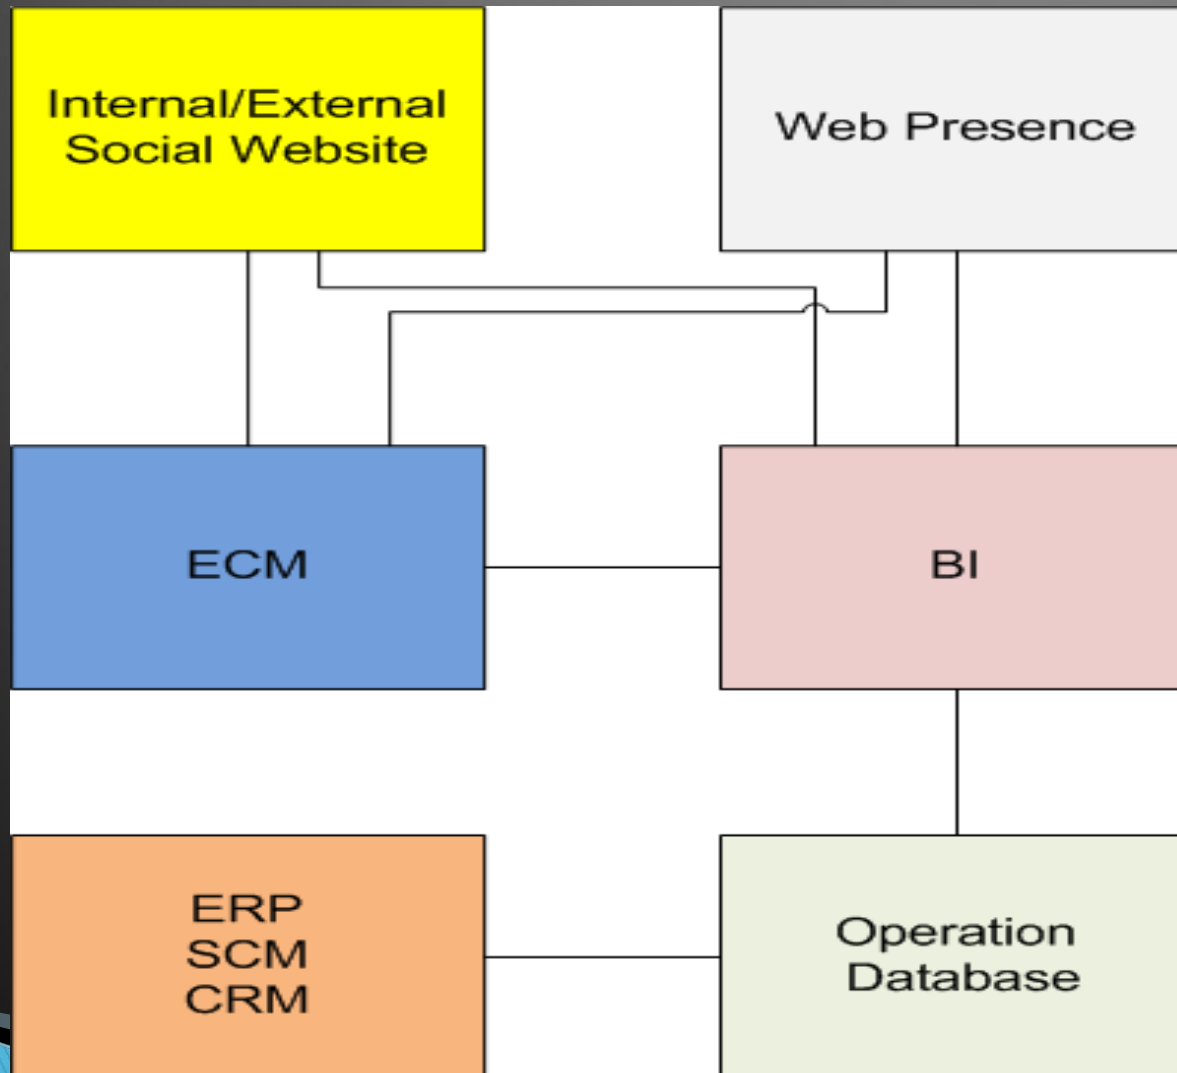 Internal/External
Social Website
Web Presence
ECM
BI
ERP
SCM
CRM
Operation
Database